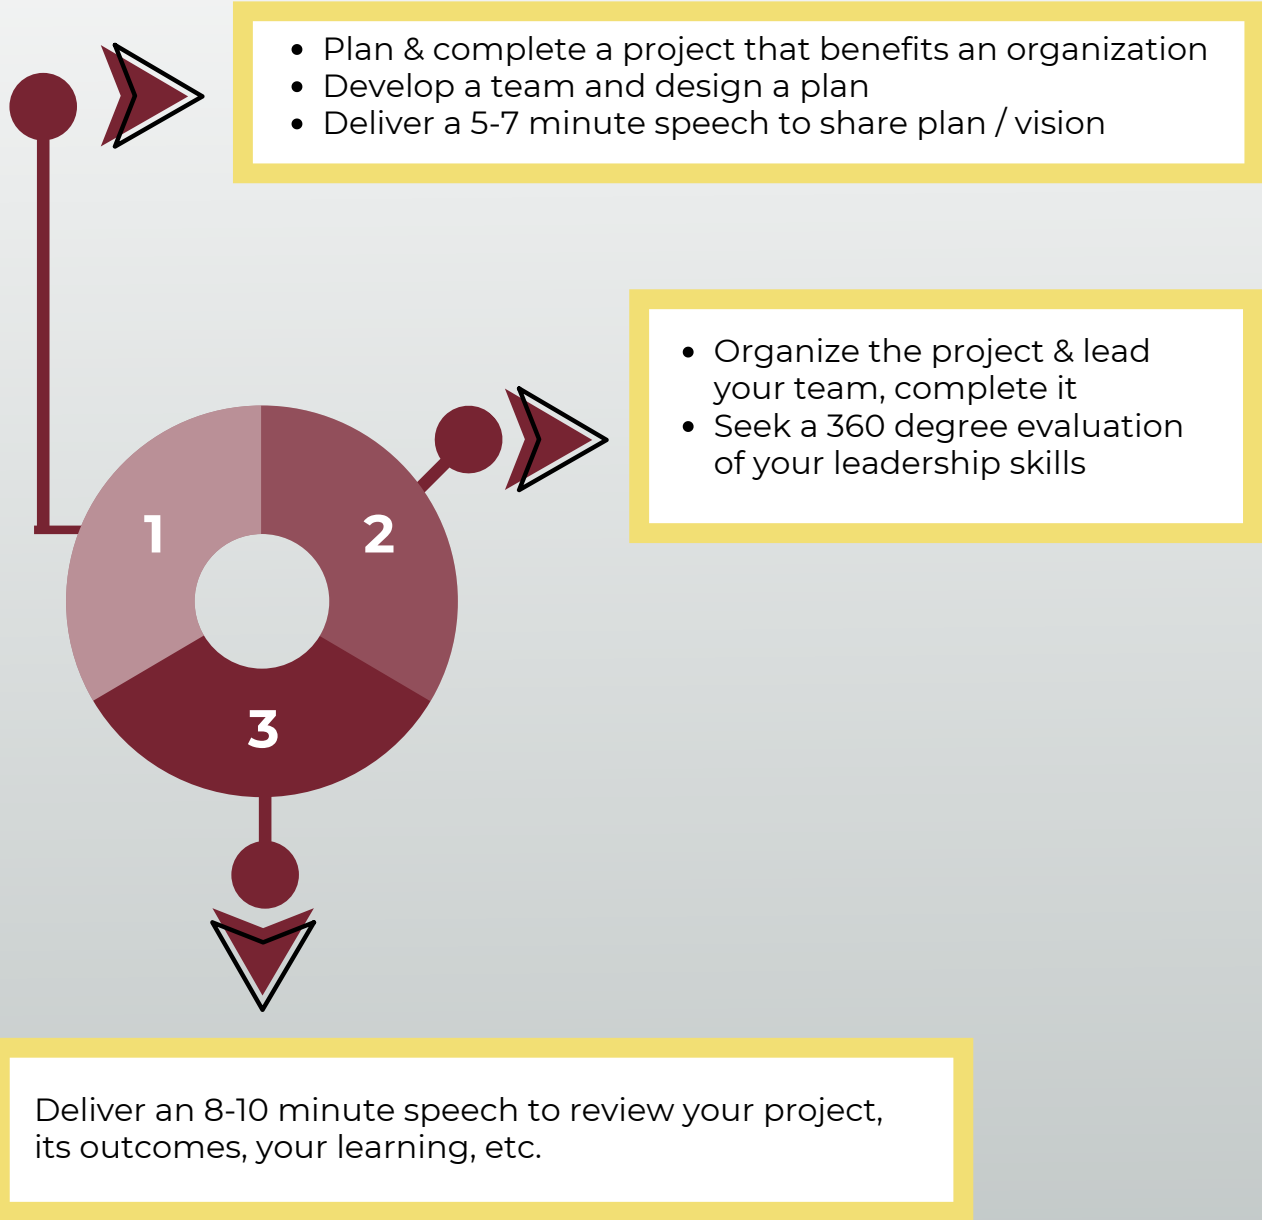 • Plan & complete a project that benefits an organization
• Develop a team and design a plan
• Deliver a 5-7 minute speech to share plan / vision
• Organize the project & lead
your team, complete it
• Seek a 360 degree evaluation
of your leadership skills
1
2
3
Deliver an 8-10 minute speech to review your project,
its outcomes, your learning, etc.